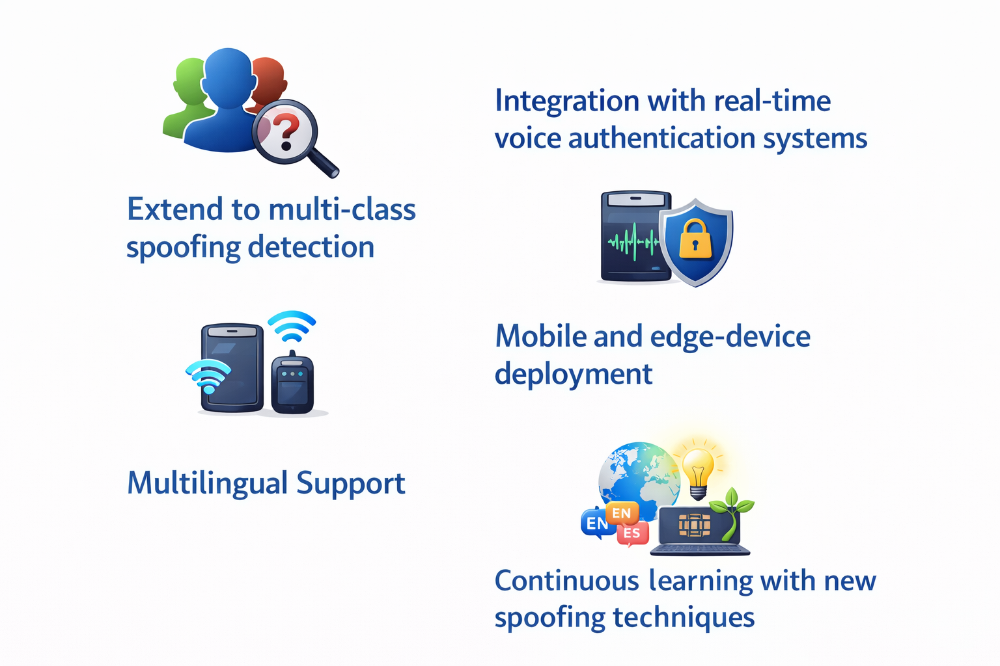 Extend to multi-class
spoofing detection
Multilingual Support
Integration with real-time
voice authentication systems
Mobile and edge-device
deployment
EN
EN
ES
Continuous learning with new
spoofing techniques